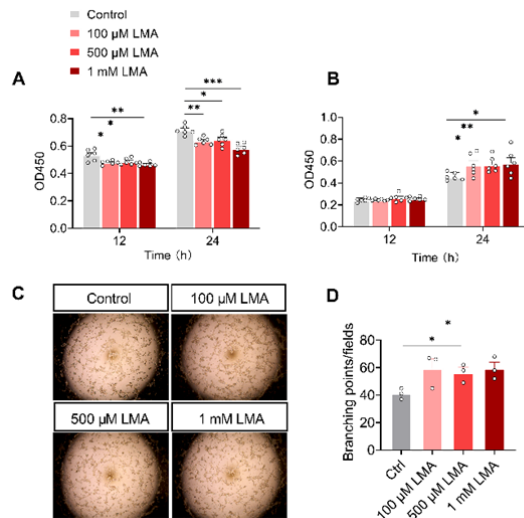 Control
100 μM LMA
500 μM LMA
1 mM LMA
A
OD450
0.8
0.6
0.4
0.2
0.0
***
*
**
**
*
*
12
24
Time (h)
B
OD450
0.8
0.6
0.4
0.2
0.0
*
**
*
12
24
Time (h)
C
Control
100 μM LMA
500 μM LMA
1 mM LMA
D
Branching points/fields
80
60
40
20
0
*
*
Ctrl
100 μM LMA
500 μM LMA
1 mM LMA